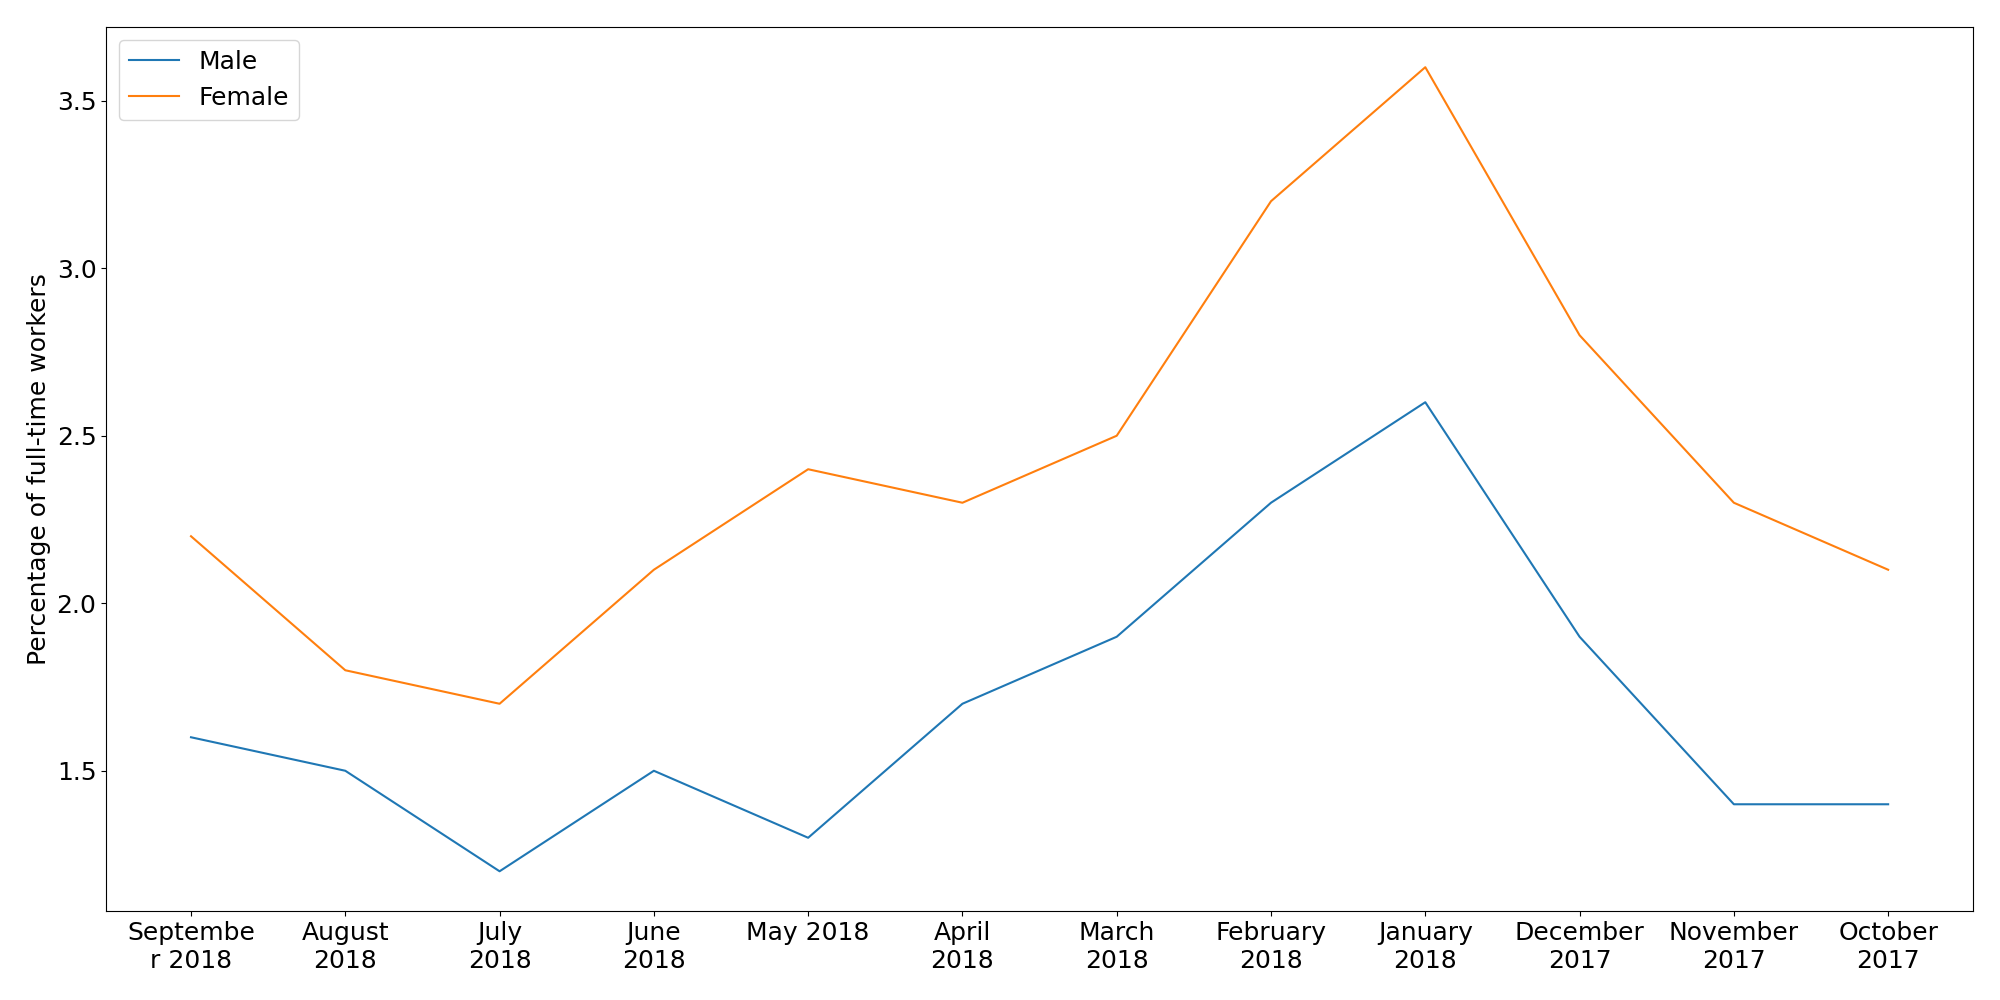 Male
Female
Percentage of full-time workers
3.5
3.0
2.5
2.0
1.5
Septembe
r 2018
August
2018
July
2018
June
2018
May 2018
April
2018
March
2018
February
2018
January
2018
December
2017
November
2017
October
2017